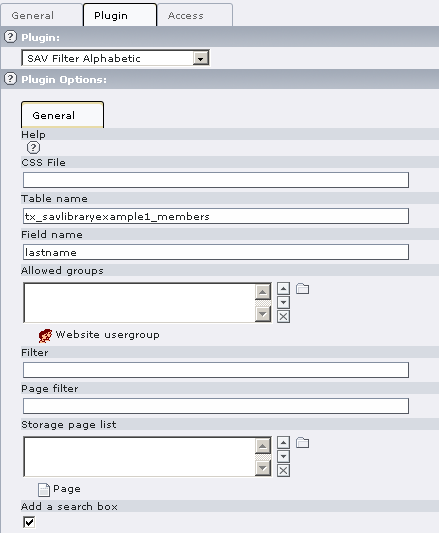 General Plugin Access
Plugin:
SAV Filter Alphabetic
Plugin Options:
General
Help
CSS File
Table name
tx_savlibraryexample1_members
Field name
lastname
Allowed groups
Website usergroup
Filter
Page filter
Storage page list
Page
Add a search box